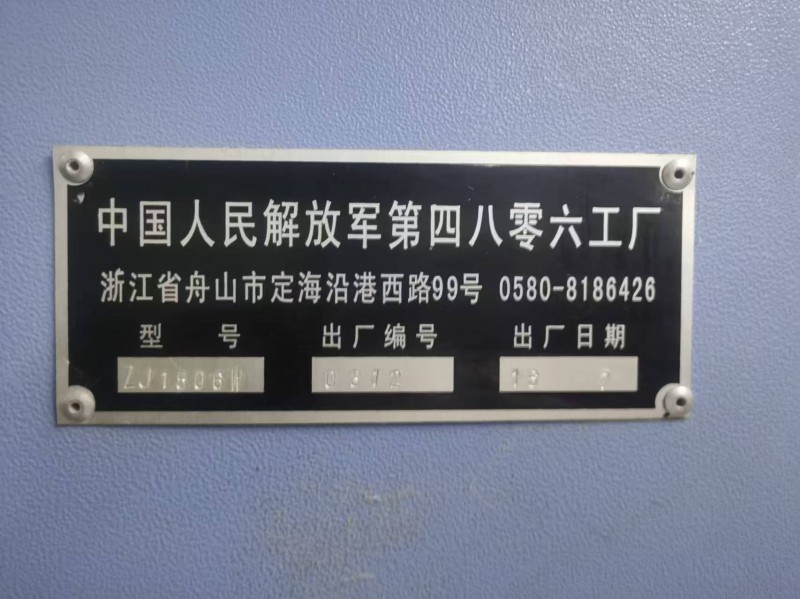 中国人民解放军第四八零六工厂
浙江省舟山市定海沿港西路99号 0580-8186426
型 号 出厂编号 出厂日期
ZJ1506W 0312